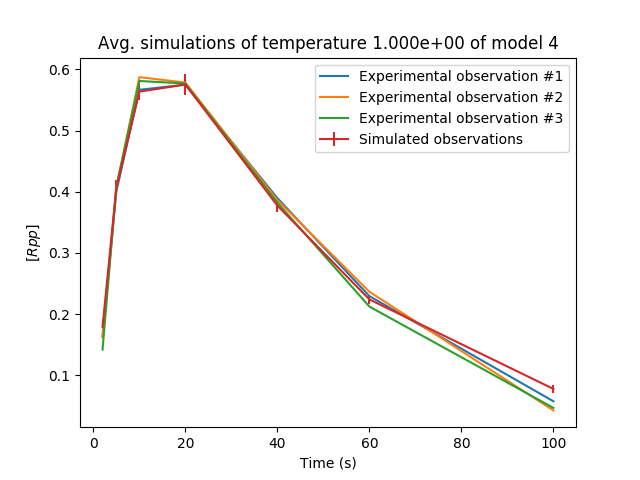 Avg. simulations of temperature 1.000e+00 of model 4
Experimental observation #1
Experimental observation #2
Experimental observation #3
Simulated observations
[Rpp]
0.6
0.5
0.4
0.3
0.2
0.1
0 20 40 60 80 100
Time (s)